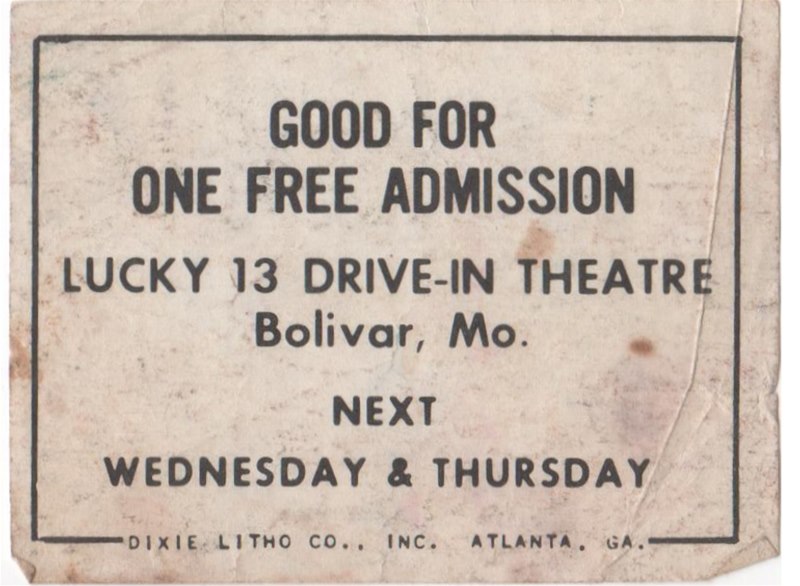 GOOD FOR
ONE FREE ADMISSION
LUCKY 13 DRIVE-IN THEATRE
Bolivar, Mo.
NEXT
WEDNESDAY & THURSDAY
DIXIE LITHO CO., INC. ATLANTA, GA.